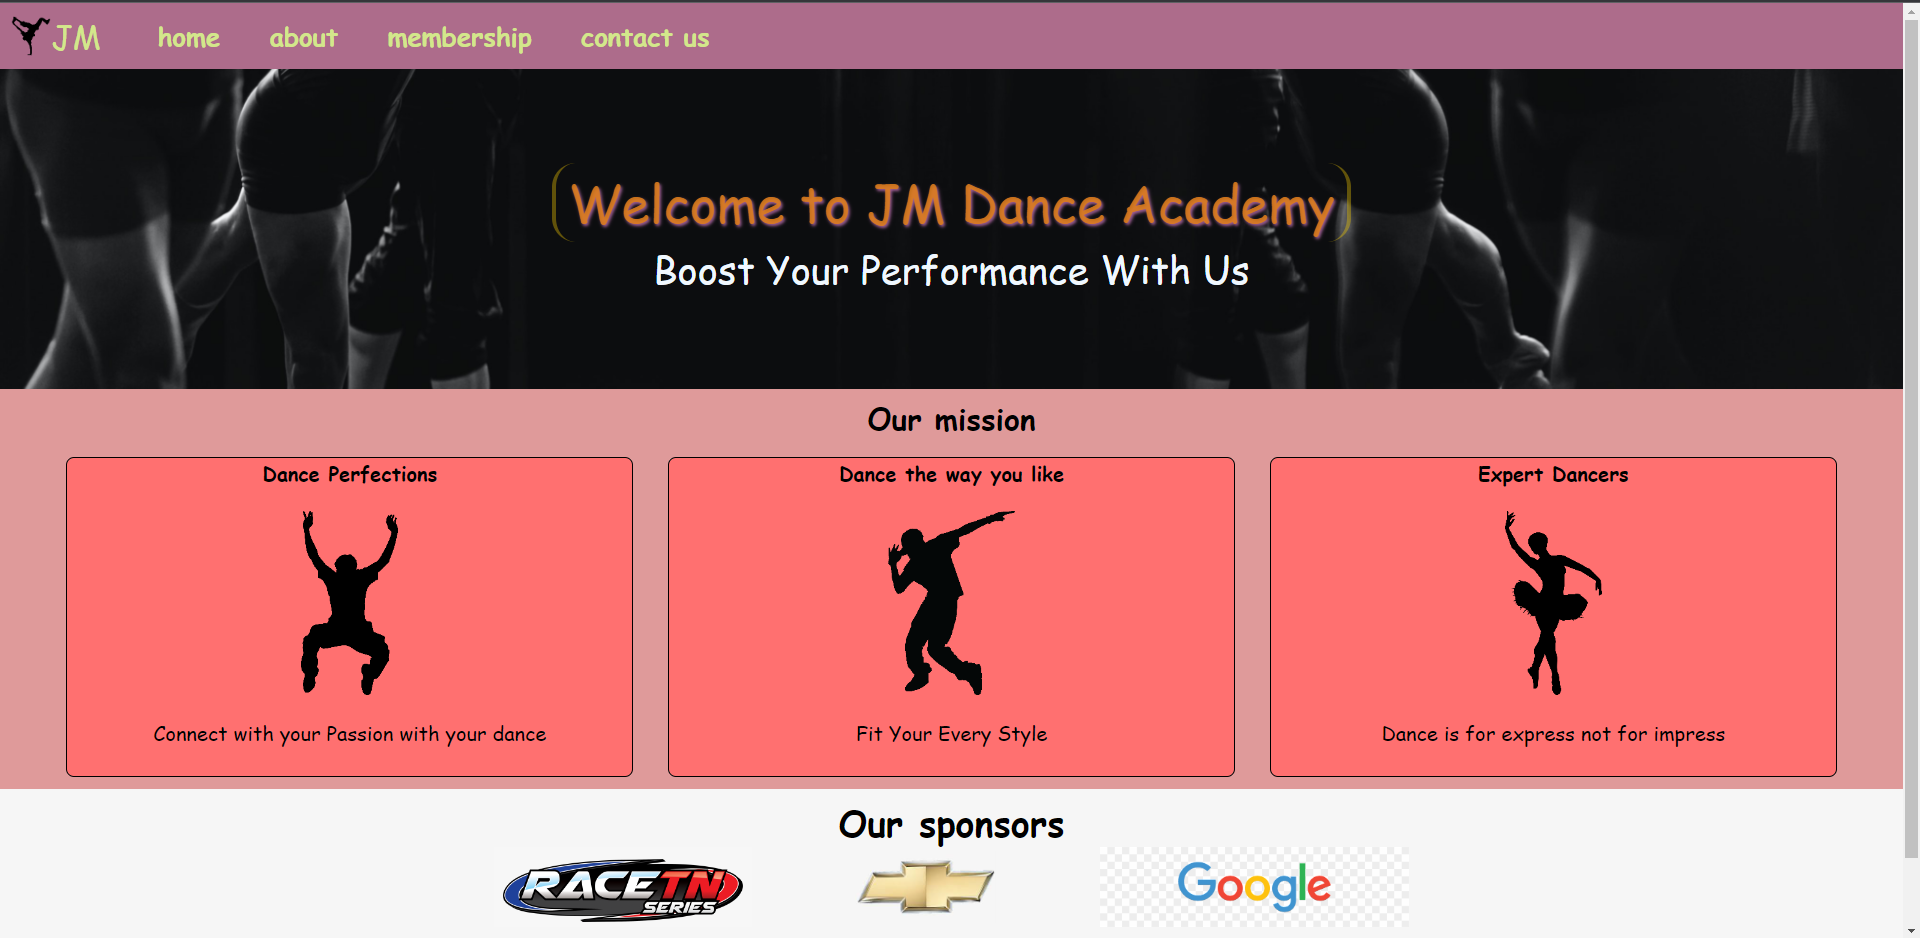 JM home about membership contact us
Welcome to JM Dance Academy
Boost Your Performance With Us
Our mission
Dance Perfections
Connect with your Passion with your dance
Dance the way you like
Fit Your Every Style
Expert Dancers
Dance is for express not for impress
Our sponsors
RACETN
SERIES
Google